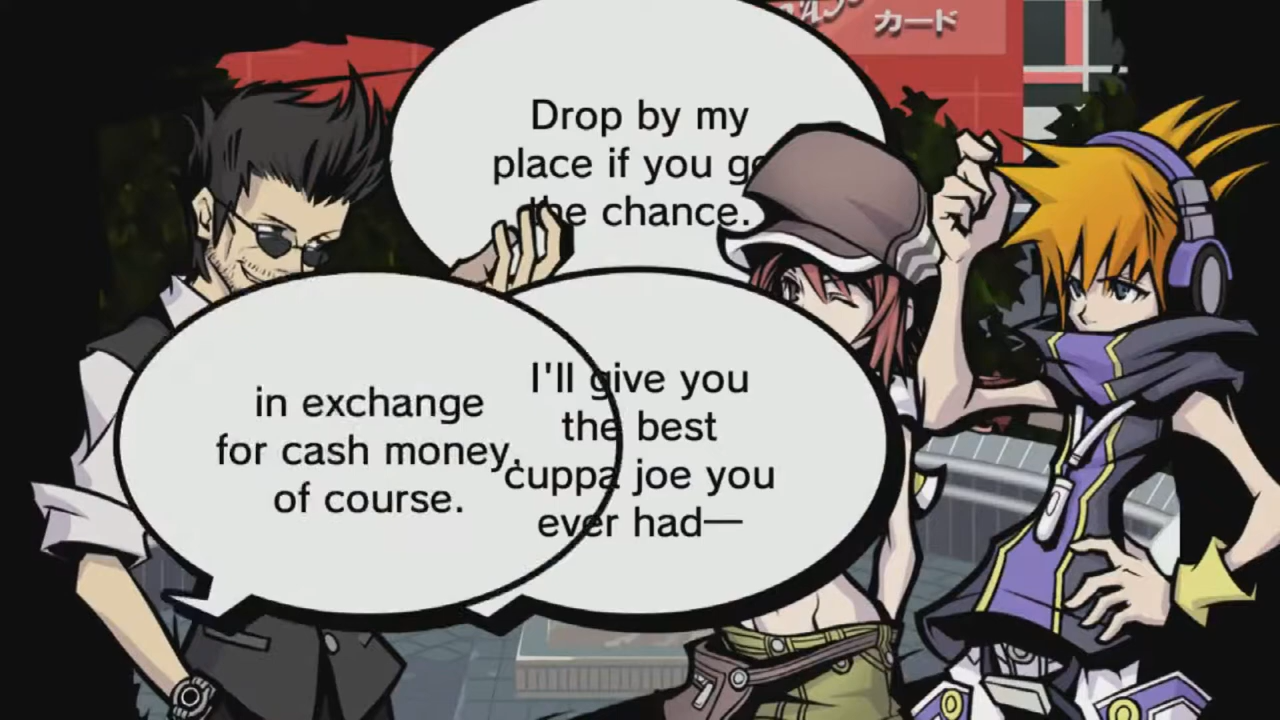 カード
Drop by my
place if you
the chance.
I'll give you
the best
cuppa joe you
ever had—
in exchange
for cash money,
of course.